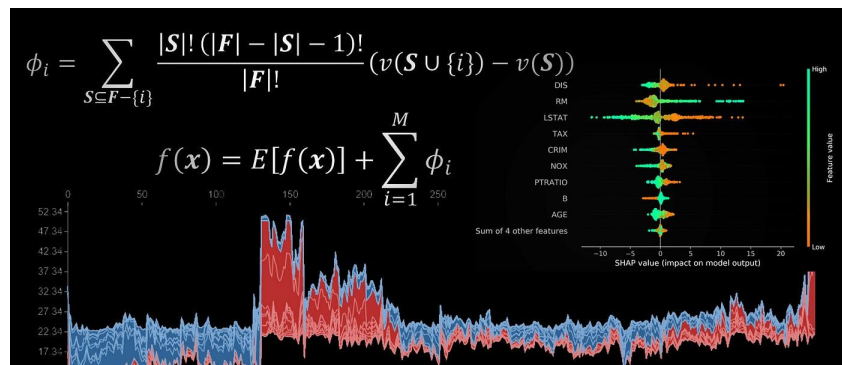 ϕᵢ = ∑ S⊆F−{i} |S|! (|F| − |S| − 1)! / |F|! (v(S ∪ {i}) − v(S))
f(x) = E[f(x)] + ∑ i=1 M ϕᵢ
0 50 100 150 200 250
52.34
47.34
42.34
37.34
32.34
27.34
22.34
17.34
High
DIS
RM
LSTAT
TAX
CRIM
NOX
PTRATIO
B
AGE
Sum of 4 other features
Feature value
Low
−10 −5 0 5 10 15 20
SHAP value (impact on model output)